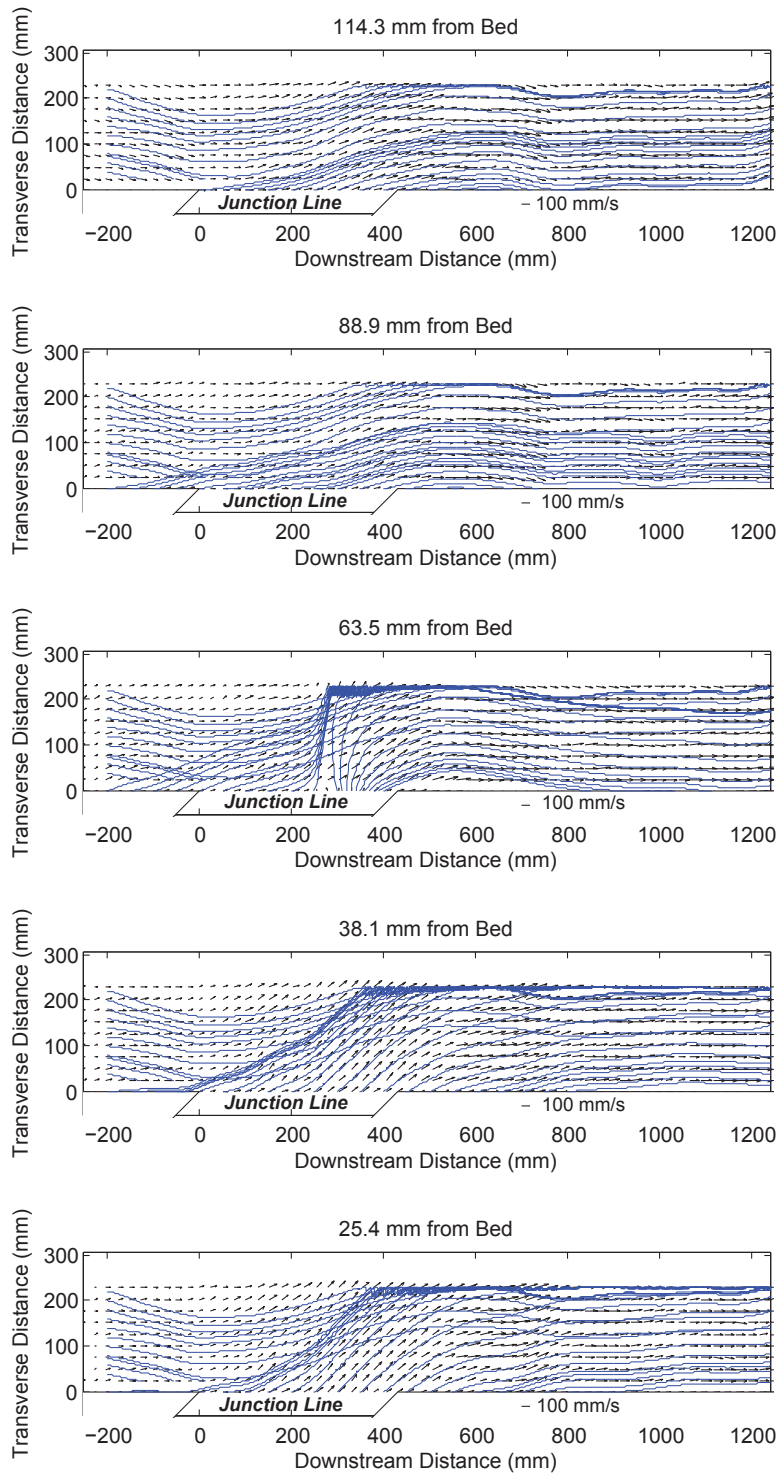 114.3 mm from Bed
Transverse Distance (mm)
300
200
100
0
Junction Line
100 mm/s
−200 0 200 400 600 800 1000 1200
Downstream Distance (mm)
88.9 mm from Bed
Transverse Distance (mm)
300
200
100
0
Junction Line
100 mm/s
−200 0 200 400 600 800 1000 1200
Downstream Distance (mm)
63.5 mm from Bed
Transverse Distance (mm)
300
200
100
0
Junction Line
100 mm/s
−200 0 200 400 600 800 1000 1200
Downstream Distance (mm)
38.1 mm from Bed
Transverse Distance (mm)
300
200
100
0
Junction Line
100 mm/s
−200 0 200 400 600 800 1000 1200
Downstream Distance (mm)
25.4 mm from Bed
Transverse Distance (mm)
300
200
100
0
Junction Line
100 mm/s
−200 0 200 400 600 800 1000 1200
Downstream Distance (mm)